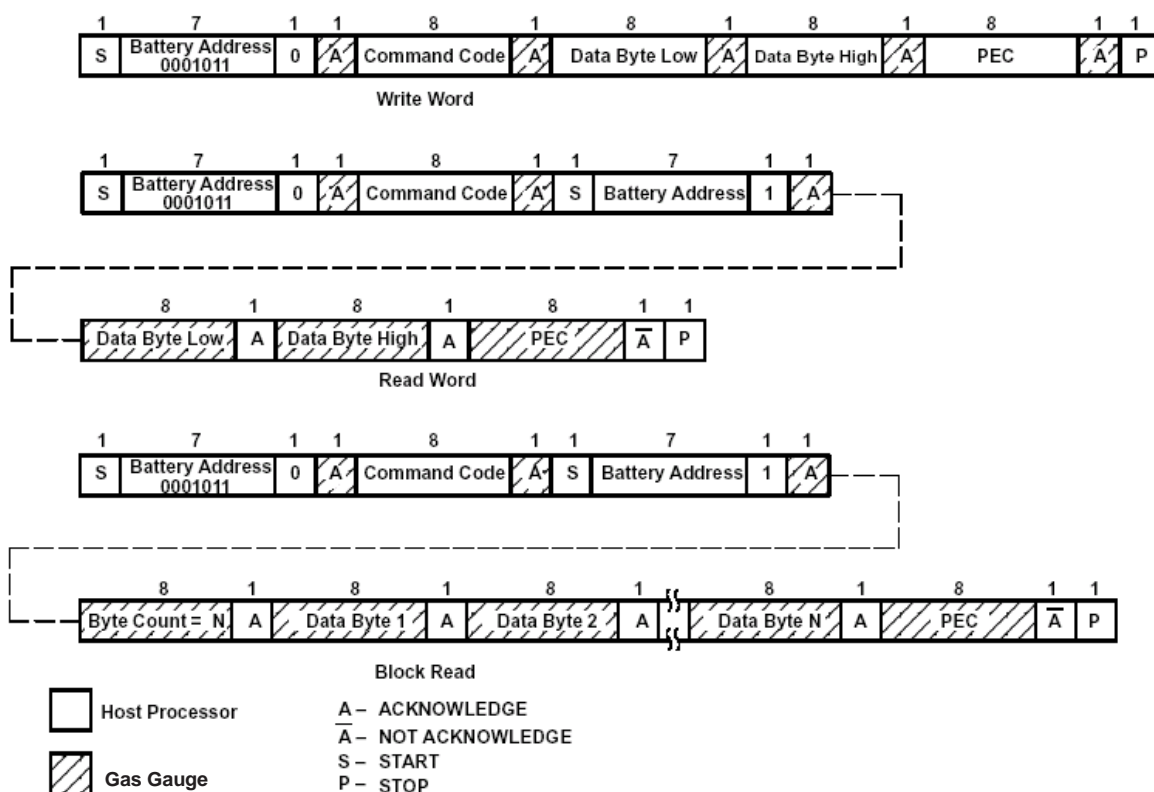 1 7 1 1 8 1 8 1 8 1 8 1 1
S Battery Address 0 A Command Code A Data Byte Low A Data Byte High A PEC A P
0001011
Write Word
1 7 1 1 8 1 1 7 1 1
S Battery Address 0 A Command Code A S Battery Address 1 A
0001011
8 1 8 1 8 1 1
Data Byte Low A Data Byte High A PEC A̅ P
Read Word
1 7 1 1 8 1 1 7 1 1
S Battery Address 0 A Command Code A S Battery Address 1 A
0001011
8 1 8 1 8 1 8 1 8 1 1
Byte Count = N A Data Byte 1 A Data Byte 2 A Data Byte N A PEC A̅ P
Block Read
Host Processor
A – ACKNOWLEDGE
A̅ – NOT ACKNOWLEDGE
S – START
Gas Gauge
P – STOP